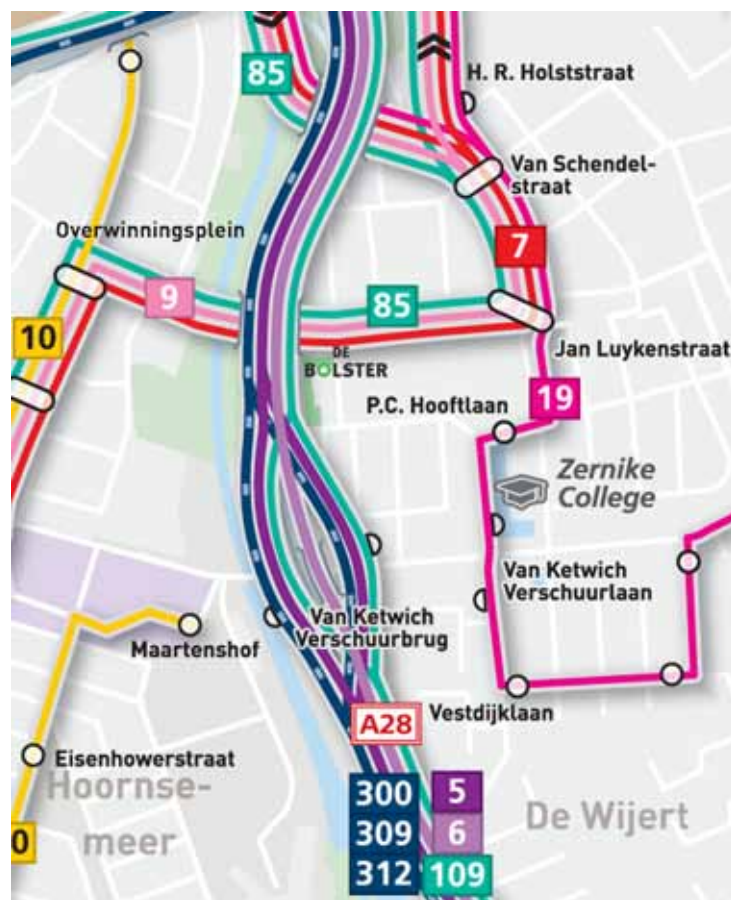 85
H. R. Holststraat
Van Schendel-
straat
Overwinningsplein
7
9
85
10
Jan Luykenstraat
DE
BOLSTER
P.C. Hooftlaan
19
Zernike
College
Van Ketwich
Verschuurlaan
Van Ketwich
Verschuurbrug
Maartenshof
A28
Vestdijklaan
Eisenhowerstraat
Hoornse-
meer
300
5
309
6
De Wijert
312
109
0